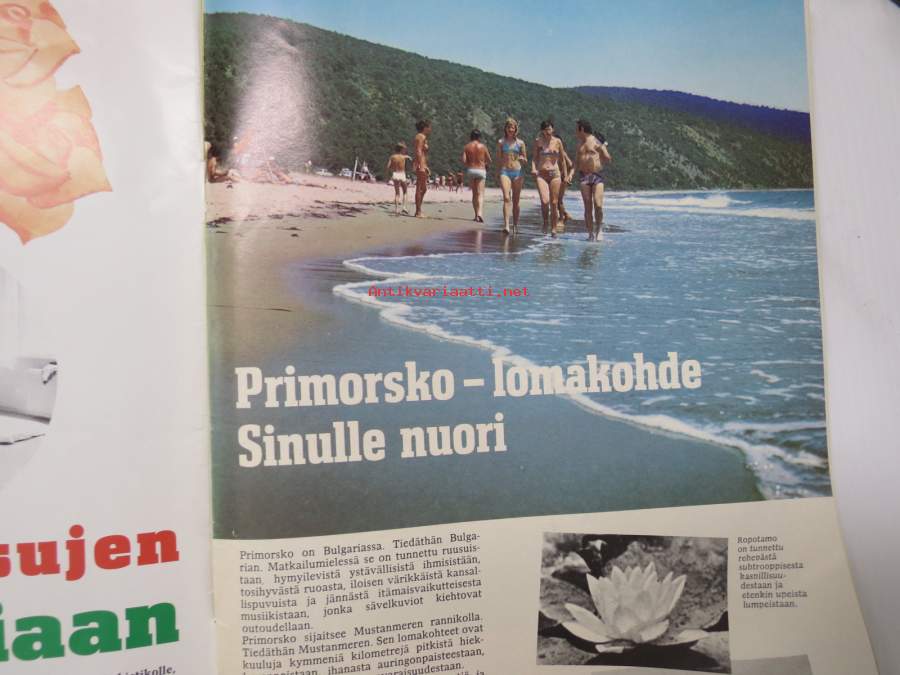 Antikvariaatti.net
Primorsko – lomakohde
Sinulle nuori
sujen
iaan
Primorsko on Bulgariassa. Tiedäthän Bulga-
rian. Matkailumielessä se on tunnettu ruusuis-
taan, hymyilevistä ystävällisistä ihmisistään,
tosihyvästä ruoasta, iloisen värikkäistä kansal-
lispuvuista ja jännästä itämaisvaikutteisesta
musiikistaan, jonka sävelkuviot kiehtovat
outoudellaan.
Primorsko sijaitsee Mustanmeren rannikolla.
Tiedäthän Mustanmeren. Sen lomakohteet ovat
kuuluja kymmeniä kilometrejä pitkistä hiek-
ihanasta auringonpaisteestaan,
Ropotamo
on tunnettu
rehevästä
subtrooppisesta
kasvillisuu-
destaan ja
etenkin upeista
lumpeistaan.